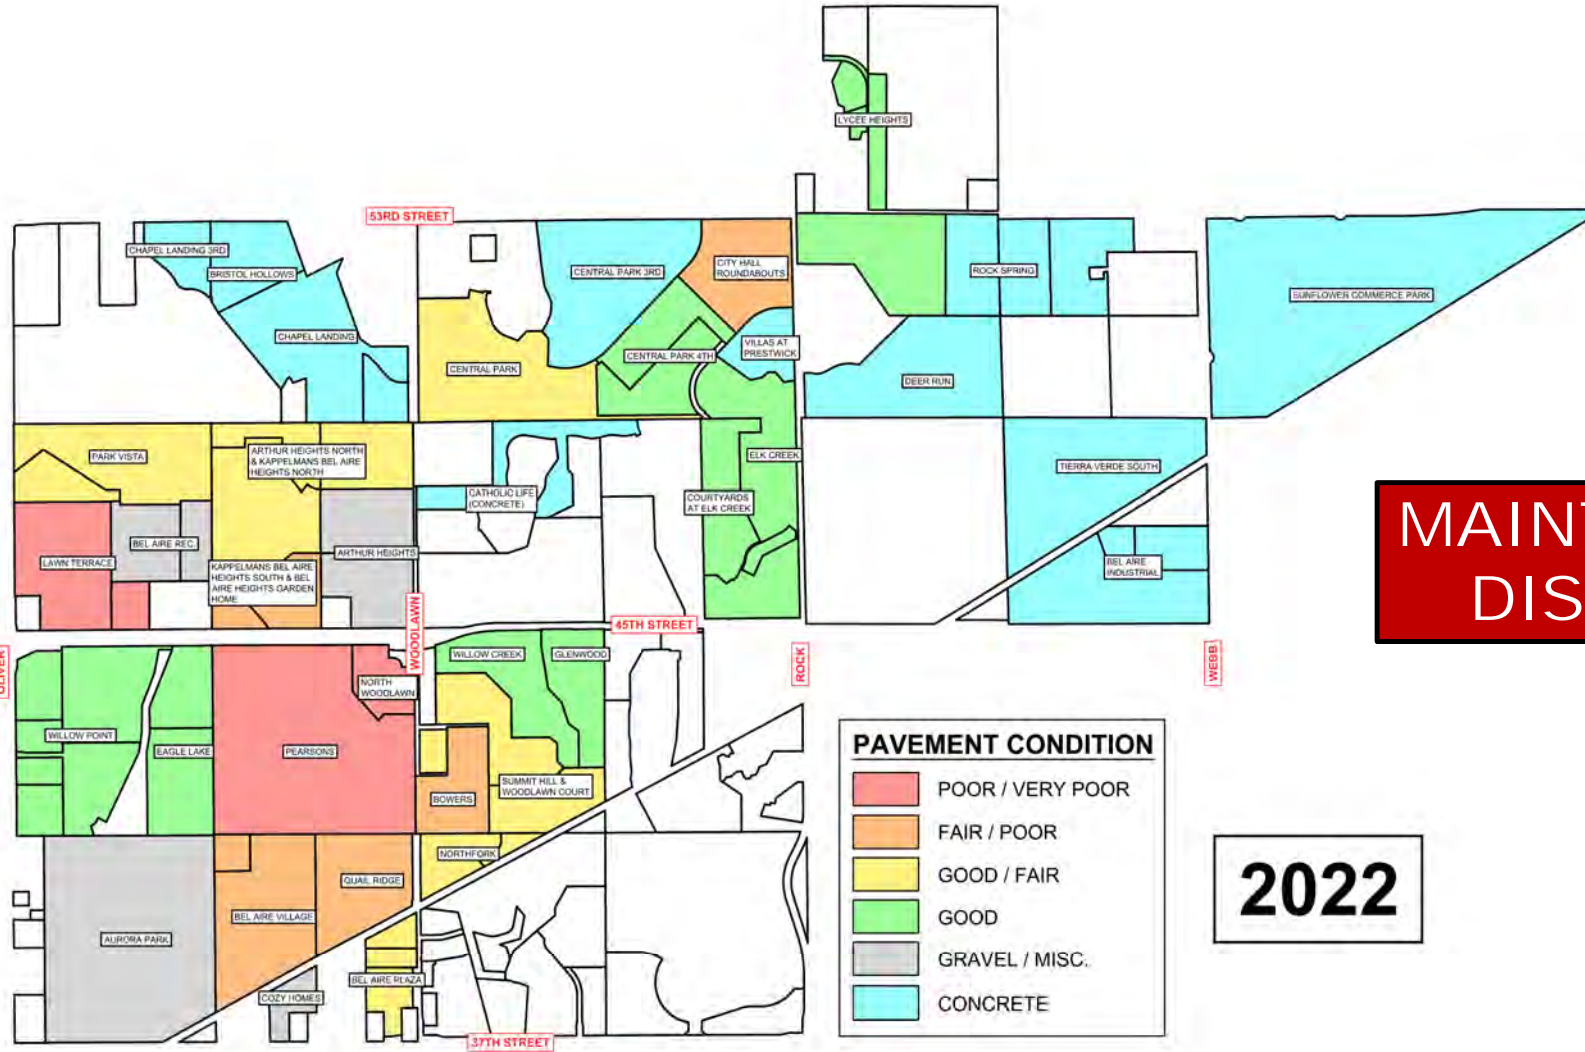 LYCEE HEIGHTS
53RD STREET
CHAPEL LANDING 3RD
BRISTOL HOLLOWS
CENTRAL PARK 3RD
CITY HALL
ROUNDABOUTS
ROCK SPRING
SUNFLOWER COMMERCE PARK
CHAPEL LANDING
CENTRAL PARK
CENTRAL PARK 4TH
VILLAS AT
PRESTWICK
DEER RUN
PARK VISTA
ARTHUR HEIGHTS NORTH
& KAPPELMANS BEL AIRE
HEIGHTS NORTH
ELK CREEK
TIERRA VERDE SOUTH
CATHOLIC LIFE
(CONCRETE)
COURTYARDS
AT ELK CREEK
MAINT
DIS
BEL AIRE REC.
LAWN TERRACE
ARTHUR HEIGHTS
KAPPELMANS BEL AIRE
HEIGHTS SOUTH & BEL
AIRE HEIGHTS GARDEN
HOME
BEL AIRE
INDUSTRIAL
WOODLAWN
45TH STREET
OLIVER
ROCK
WEBB
WILLOW CREEK
GLENWOOD
NORTH
WOODLAWN
WILLOW POINT
EAGLE LAKE
PEARSONS
SUMMIT HILL &
WOODLAWN COURT
BOWERS
NORTHFORK
QUAIL RIDGE
BEL AIRE VILLAGE
AURORA PARK
BEL AIRE PLAZA
COZY HOMES
37TH STREET
PAVEMENT CONDITION
POOR / VERY POOR
FAIR / POOR
GOOD / FAIR
GOOD
GRAVEL / MISC.
CONCRETE
2022